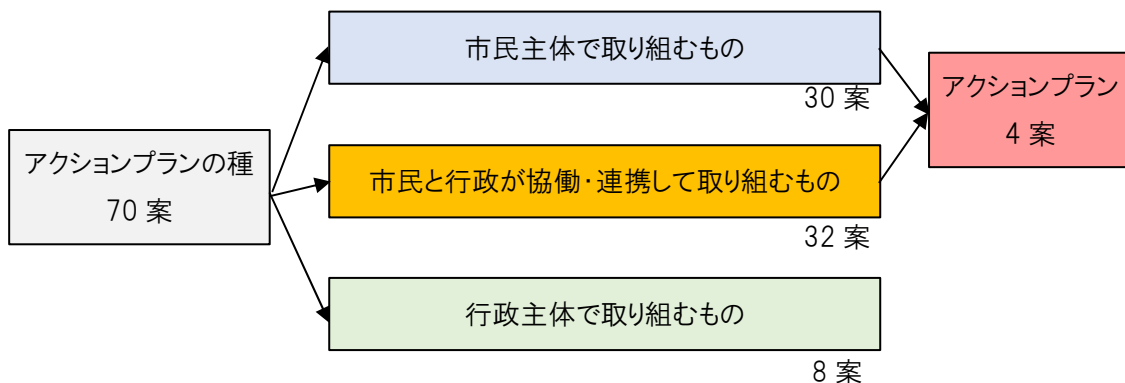 アクションプランの種
70 案
市民主体で取り組むもの
30 案
市民と行政が協働・連携して取り組むもの
32 案
行政主体で取り組むもの
8 案
アクションプラン
4 案